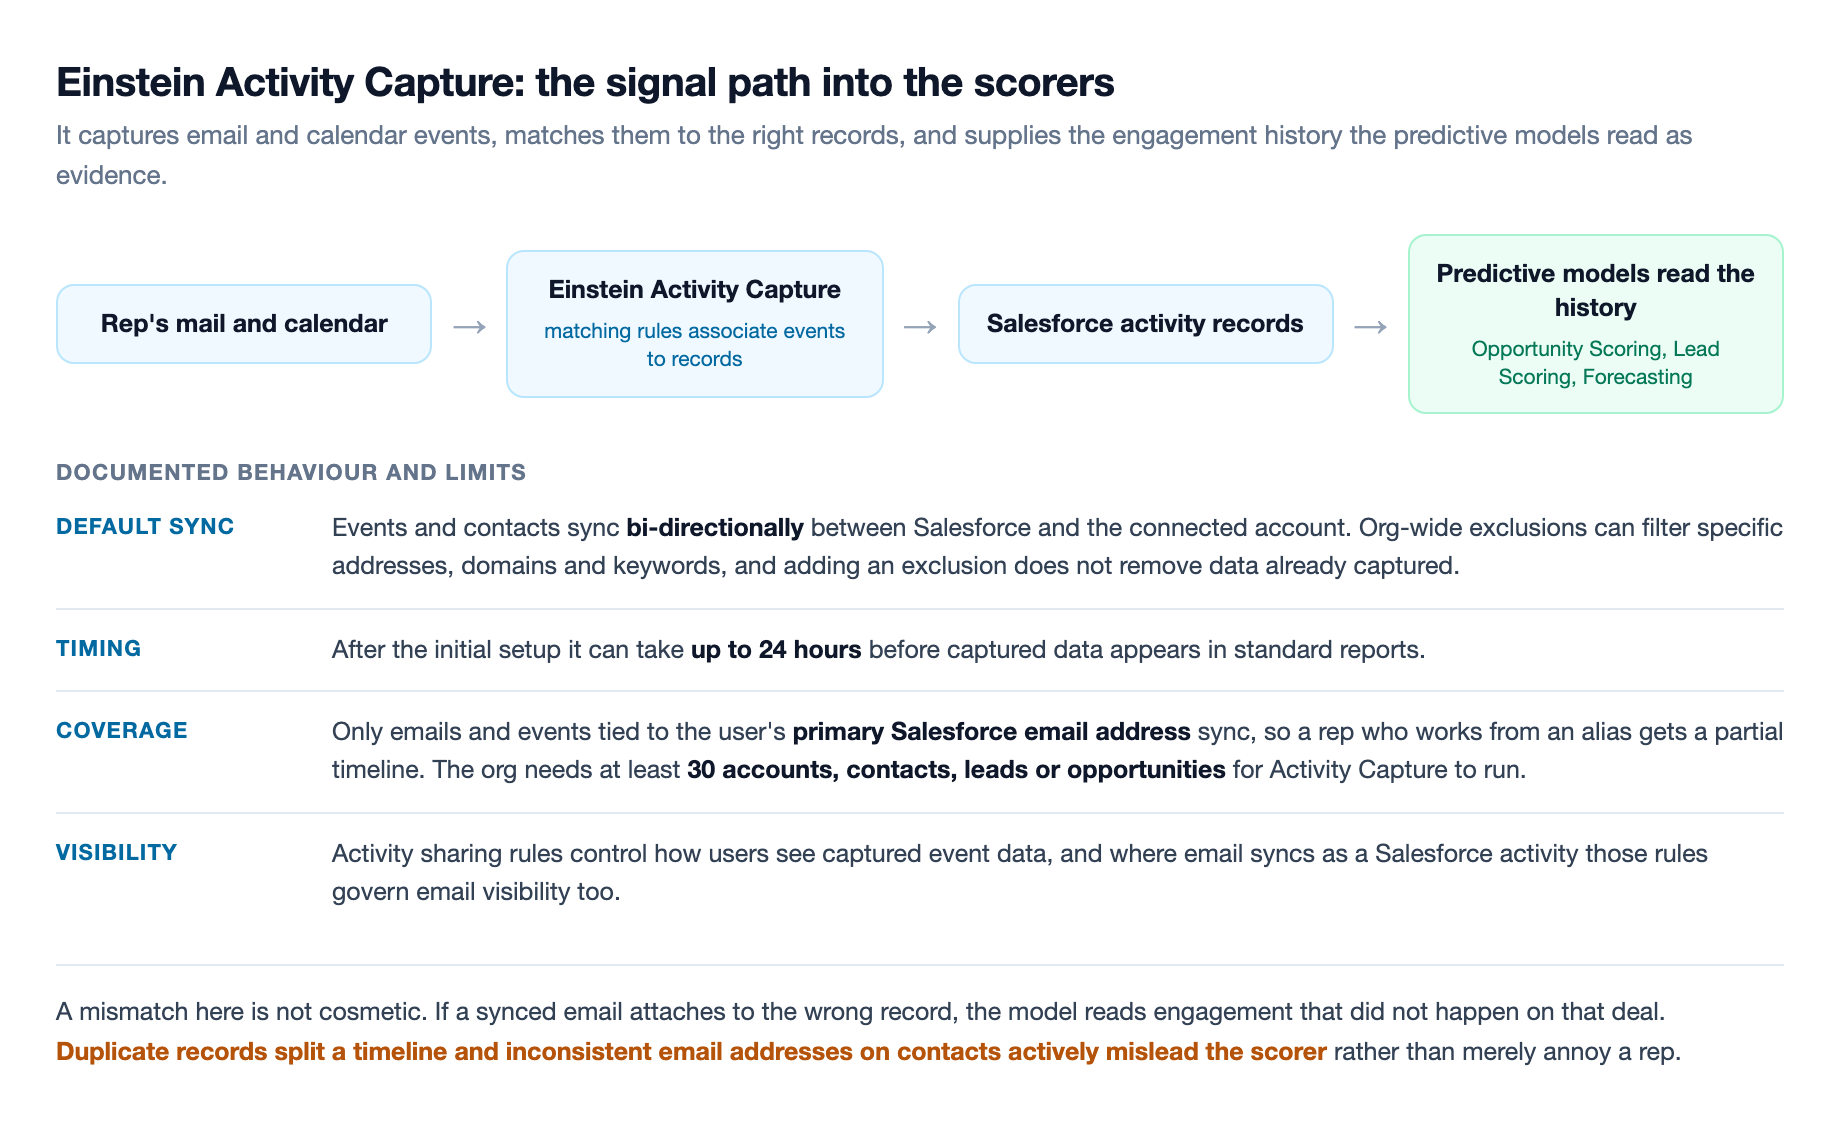 Einstein Activity Capture: the signal path into the scorers
It captures email and calendar events, matches them to the right records, and supplies the engagement history the predictive models read as
evidence.
Rep's mail and calendar
→
Einstein Activity Capture
matching rules associate events
to records
→
Salesforce activity records
→
Predictive models read the
history
Opportunity Scoring, Lead
Scoring, Forecasting
DOCUMENTED BEHAVIOUR AND LIMITS
DEFAULT SYNC
Events and contacts sync bi-directionally between Salesforce and the connected account. Org-wide exclusions can filter specific
addresses, domains and keywords, and adding an exclusion does not remove data already captured.
TIMING
After the initial setup it can take up to 24 hours before captured data appears in standard reports.
COVERAGE
Only emails and events tied to the user's primary Salesforce email address sync, so a rep who works from an alias gets a partial
timeline. The org needs at least 30 accounts, contacts, leads or opportunities for Activity Capture to run.
VISIBILITY
Activity sharing rules control how users see captured event data, and where email syncs as a Salesforce activity those rules
govern email visibility too.
A mismatch here is not cosmetic. If a synced email attaches to the wrong record, the model reads engagement that did not happen on that deal.
Duplicate records split a timeline and inconsistent email addresses on contacts actively mislead the scorer rather than merely annoy a rep.